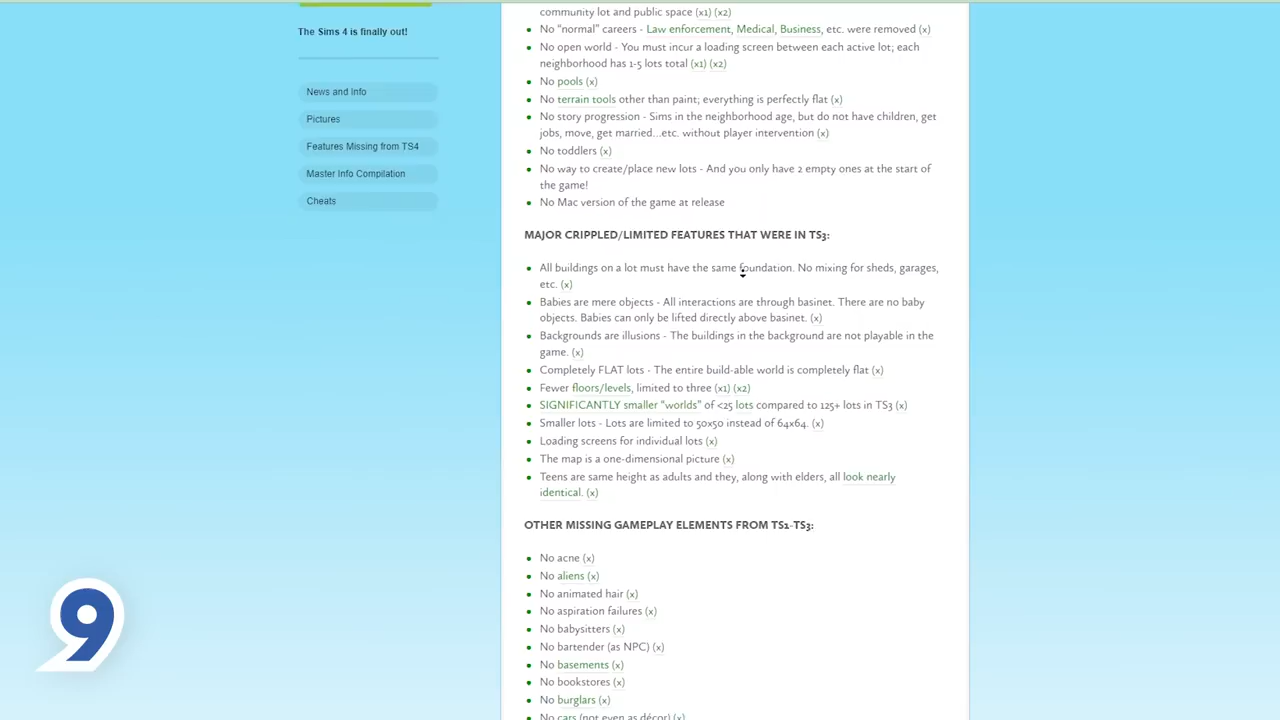 The Sims 4 is finally out!
News and Info
Pictures
Features Missing from TS4
Master Info Compilation
Cheats
community lot and public space (x1) (x2)
No “normal” careers - Law enforcement, Medical, Business, etc. were removed (x)
No open world - You must incur a loading screen between each active lot; each
neighborhood has 1-5 lots total (x1) (x2)
No pools (x)
No terrain tools other than paint; everything is perfectly flat (x)
No story progression - Sims in the neighborhood age, but do not have children, get
jobs, move, get married...etc. without player intervention (x)
No toddlers (x)
No way to create/place new lots - And you only have 2 empty ones at the start of
the game!
No Mac version of the game at release
MAJOR CRIPPLED/LIMITED FEATURES THAT WERE IN TS3:
All buildings on a lot must have the same foundation. No mixing for sheds, garages,
etc. (x)
Babies are mere objects - All interactions are through basinet. There are no baby
objects. Babies can only be lifted directly above basinet. (x)
Backgrounds are illusions - The buildings in the background are not playable in the
game. (x)
Completely FLAT lots - The entire build-able world is completely flat (x)
Fewer floors/levels, limited to three (x1) (x2)
SIGNIFICANTLY smaller “worlds” of <25 lots compared to 125+ lots in TS3 (x)
Smaller lots - Lots are limited to 50x50 instead of 64x64. (x)
Loading screens for individual lots (x)
The map is a one-dimensional picture (x)
Teens are same height as adults and they, along with elders, all look nearly
identical. (x)
OTHER MISSING GAMEPLAY ELEMENTS FROM TS1-TS3:
No acne (x)
No aliens (x)
No animated hair (x)
No aspiration failures (x)
No babysitters (x)
No bartender (as NPC) (x)
No basements (x)
No bookstores (x)
No burglars (x)
No cars (not even as décor) (x)
9